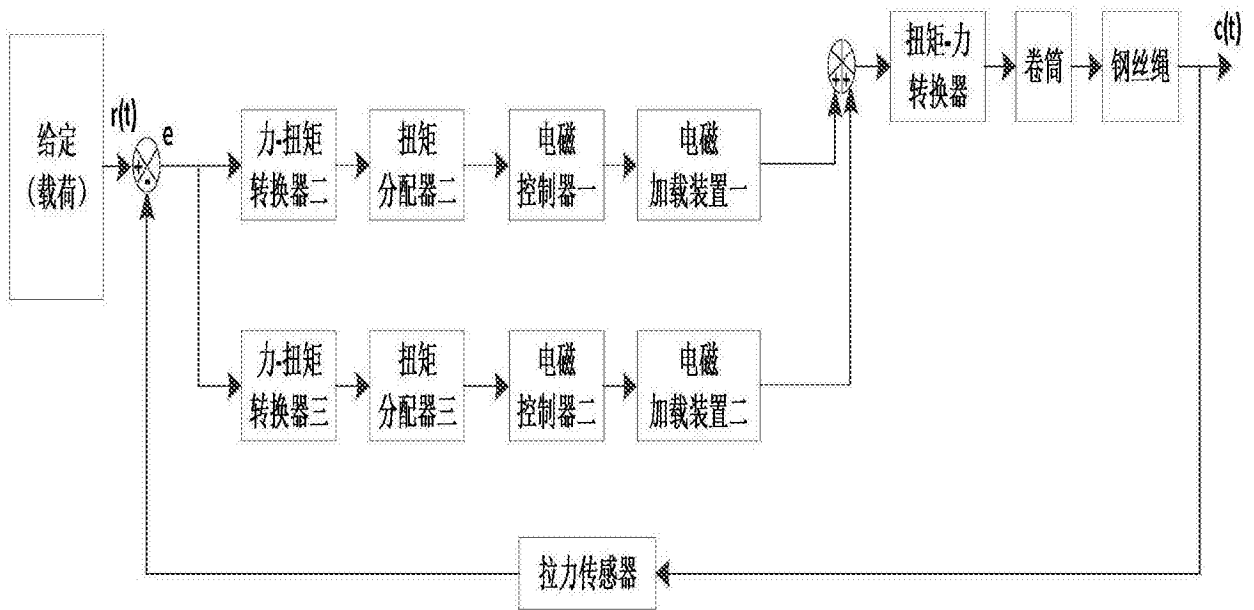 给定
（载荷）
r(t)
e
+
-
力-扭矩
转换器二
扭矩
分配器二
电磁
控制器一
电磁
加载装置一
++
扭矩-力
转换器
卷筒
钢丝绳
c(t)
力-扭矩
转换器三
扭矩
分配器三
电磁
控制器二
电磁
加载装置二
拉力传感器